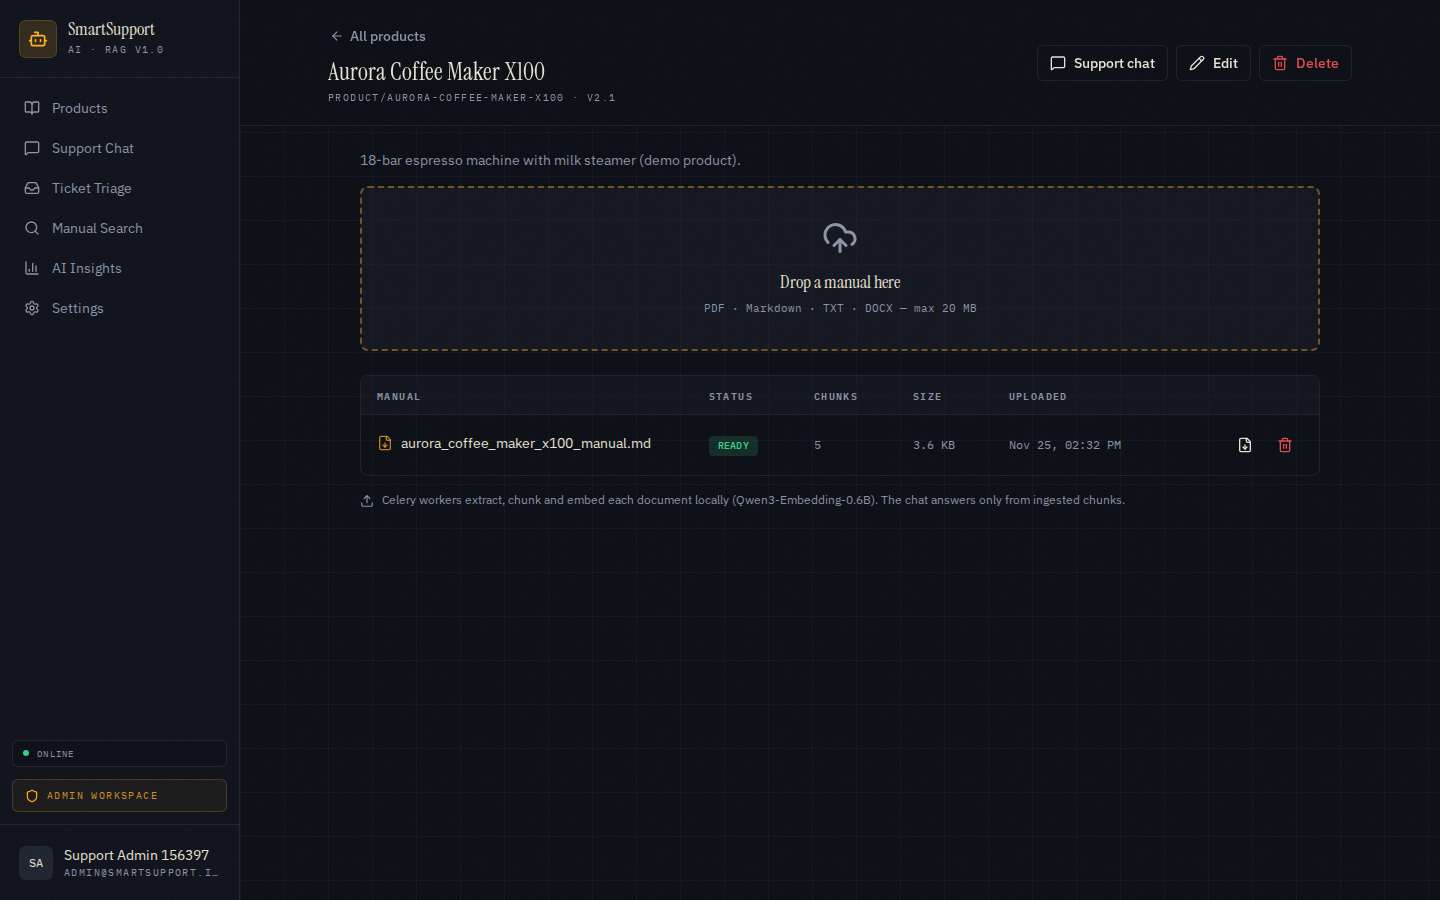 SmartSupport
AI · RAG V1.0
Products
Support Chat
Ticket Triage
Manual Search
AI Insights
Settings
ONLINE
ADMIN WORKSPACE
SA
Support Admin 156397
ADMIN@SMARTSUPPORT.I…
All products
Aurora Coffee Maker X100
PRODUCT/AURORA-COFFEE-MAKER-X100 · V2.1
Support chat
Edit
Delete
18-bar espresso machine with milk steamer (demo product).
Drop a manual here
PDF · Markdown · TXT · DOCX — max 20 MB
MANUAL STATUS CHUNKS SIZE UPLOADED
aurora_coffee_maker_x100_manual.md READY 5 3.6 KB Nov 25, 02:32 PM
Celery workers extract, chunk and embed each document locally (Qwen3-Embedding-0.6B). The chat answers only from ingested chunks.